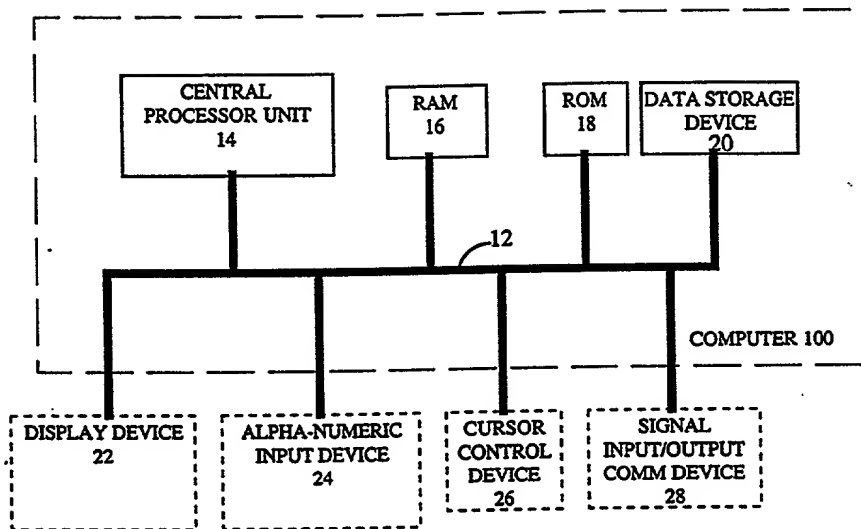 CENTRAL
PROCESSOR UNIT
14
RAM
16
ROM
18
DATA STORAGE
DEVICE
20
12
COMPUTER 100
DISPLAY DEVICE
22
ALPHA-NUMERIC
INPUT DEVICE
24
CURSOR
CONTROL
DEVICE
26
SIGNAL
INPUT/OUTPUT
COMM DEVICE
28